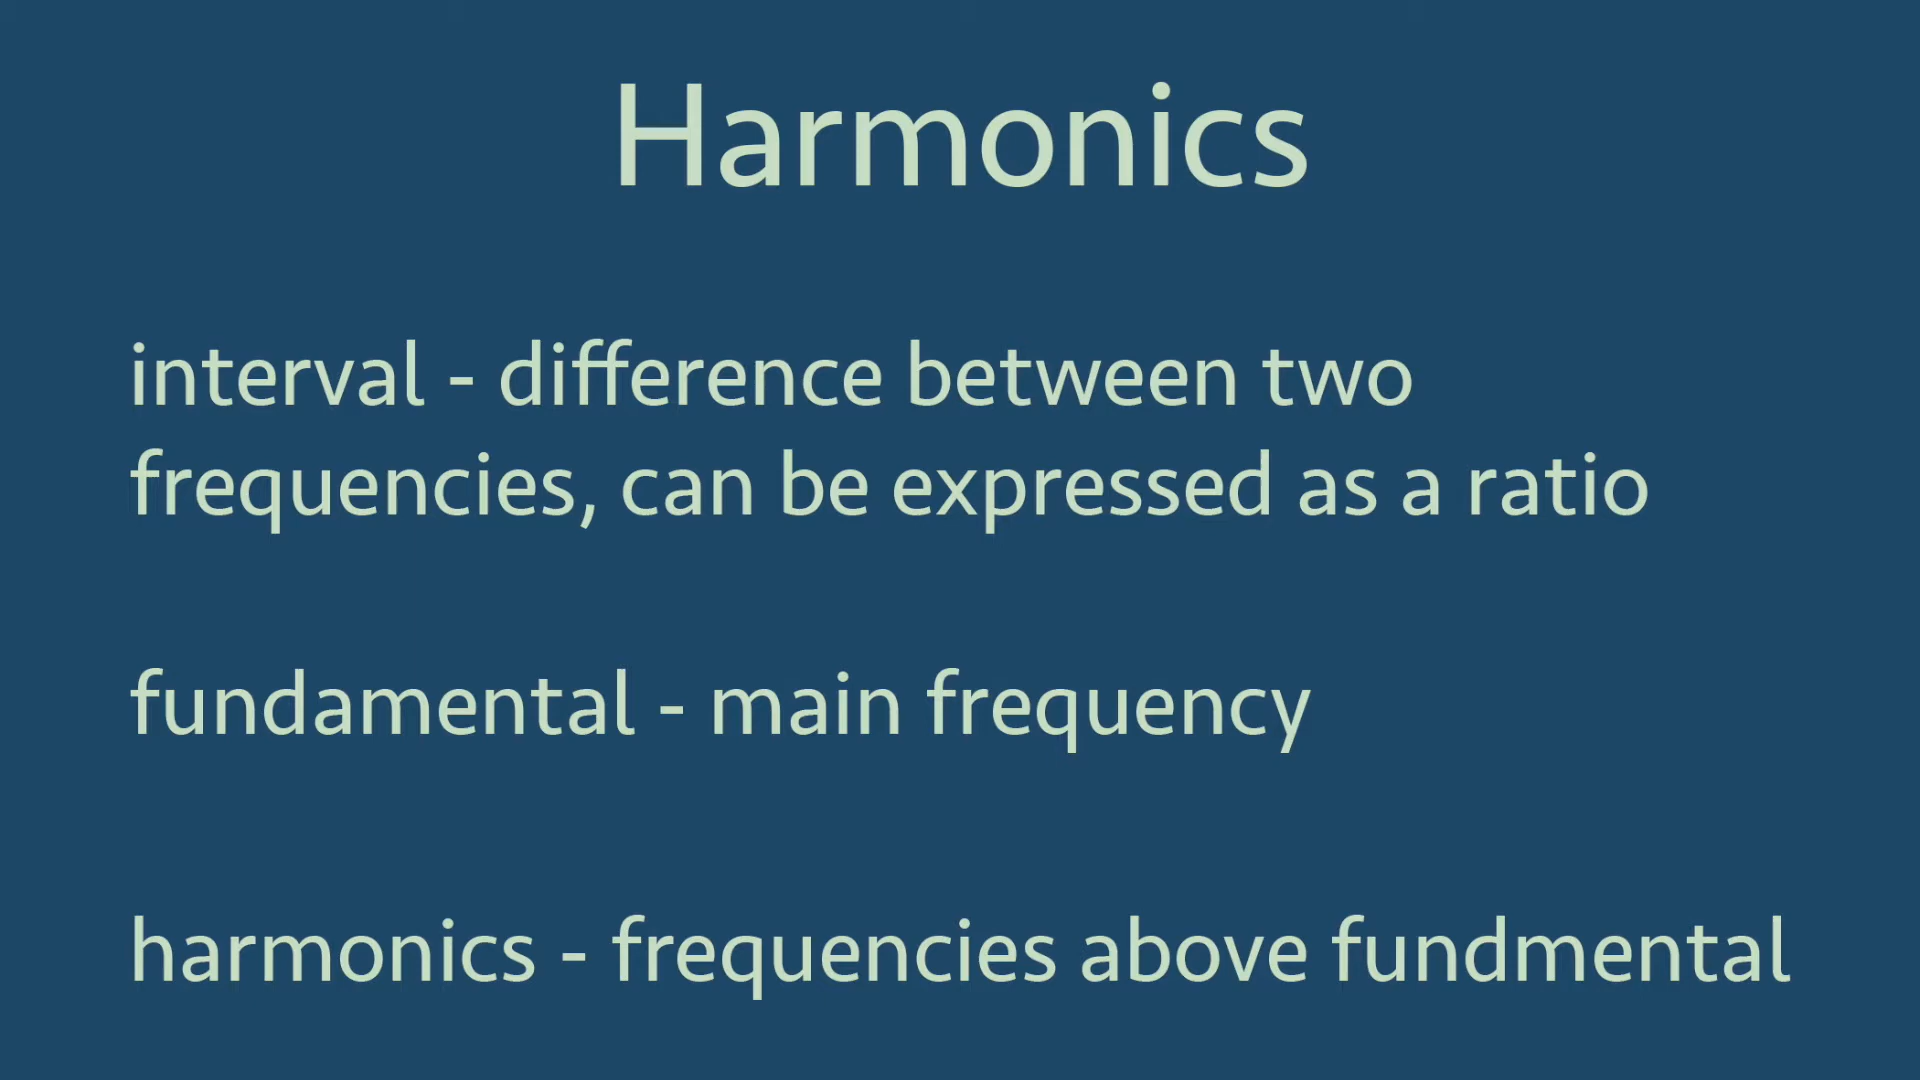 Harmonics
interval - difference between two
frequencies, can be expressed as a ratio
fundamental - main frequency
harmonics - frequencies above fundmental